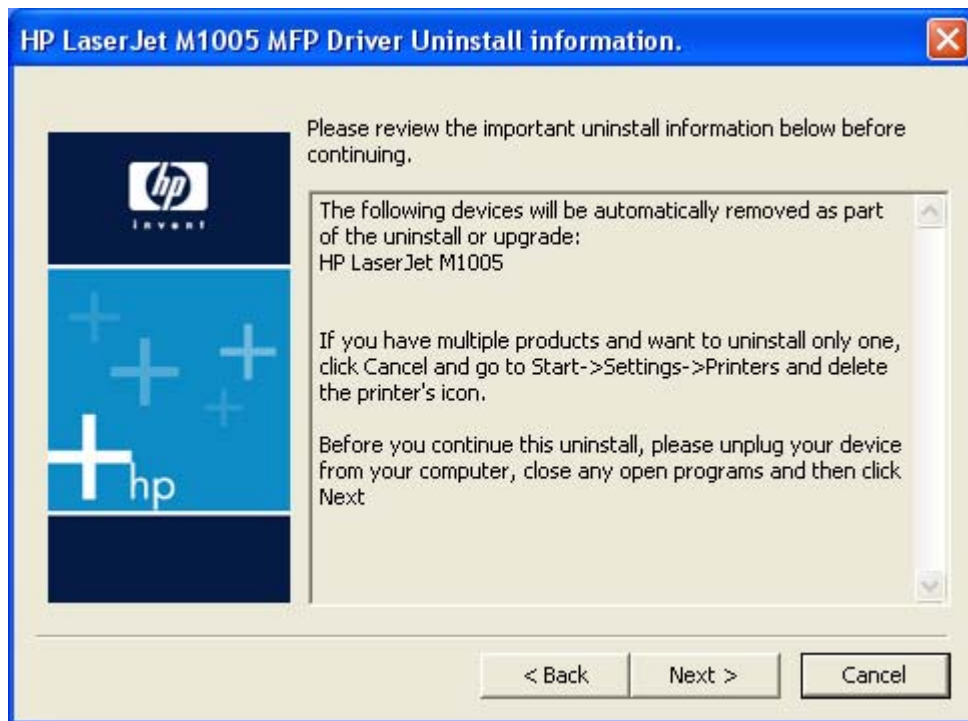 HP LaserJet M1005 MFP Driver Uninstall information.
Please review the important uninstall information below before
continuing.
hp
invent
The following devices will be automatically removed as part
of the uninstall or upgrade:
HP LaserJet M1005
If you have multiple products and want to uninstall only one,
click Cancel and go to Start->Settings->Printers and delete
the printer's icon.
Before you continue this uninstall, please unplug your device
from your computer, close any open programs and then click
Next
hp
< Back
Next >
Cancel